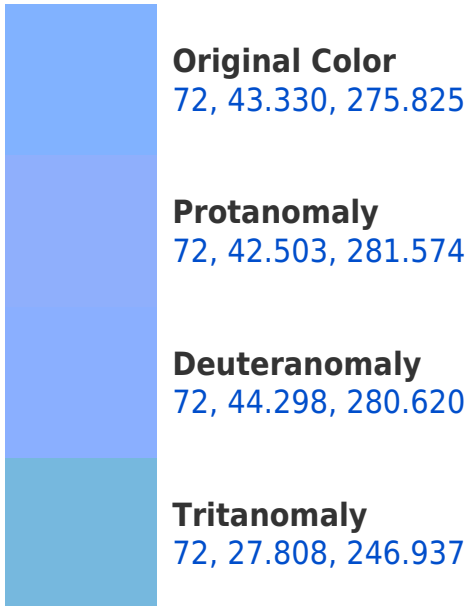 Original Color
72, 43.330, 275.825
Protanomaly
72, 42.503, 281.574
Deuteranomaly
72, 44.298, 280.620
Tritanomaly
72, 27.808, 246.937